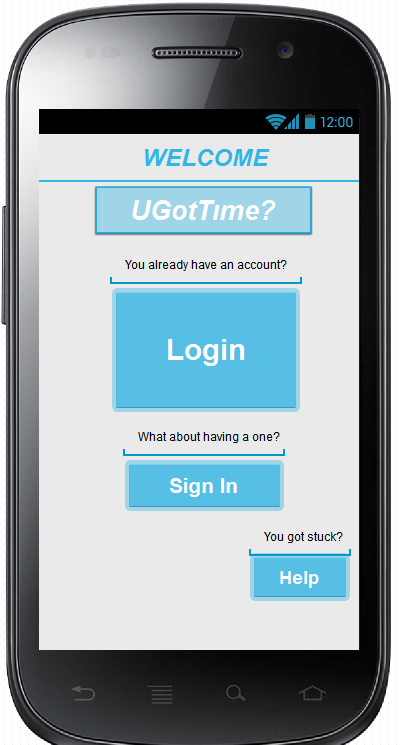 12:00
WELCOME
UGotTime?
You already have an account?
Login
What about having a one?
Sign In
You got stuck?
Help